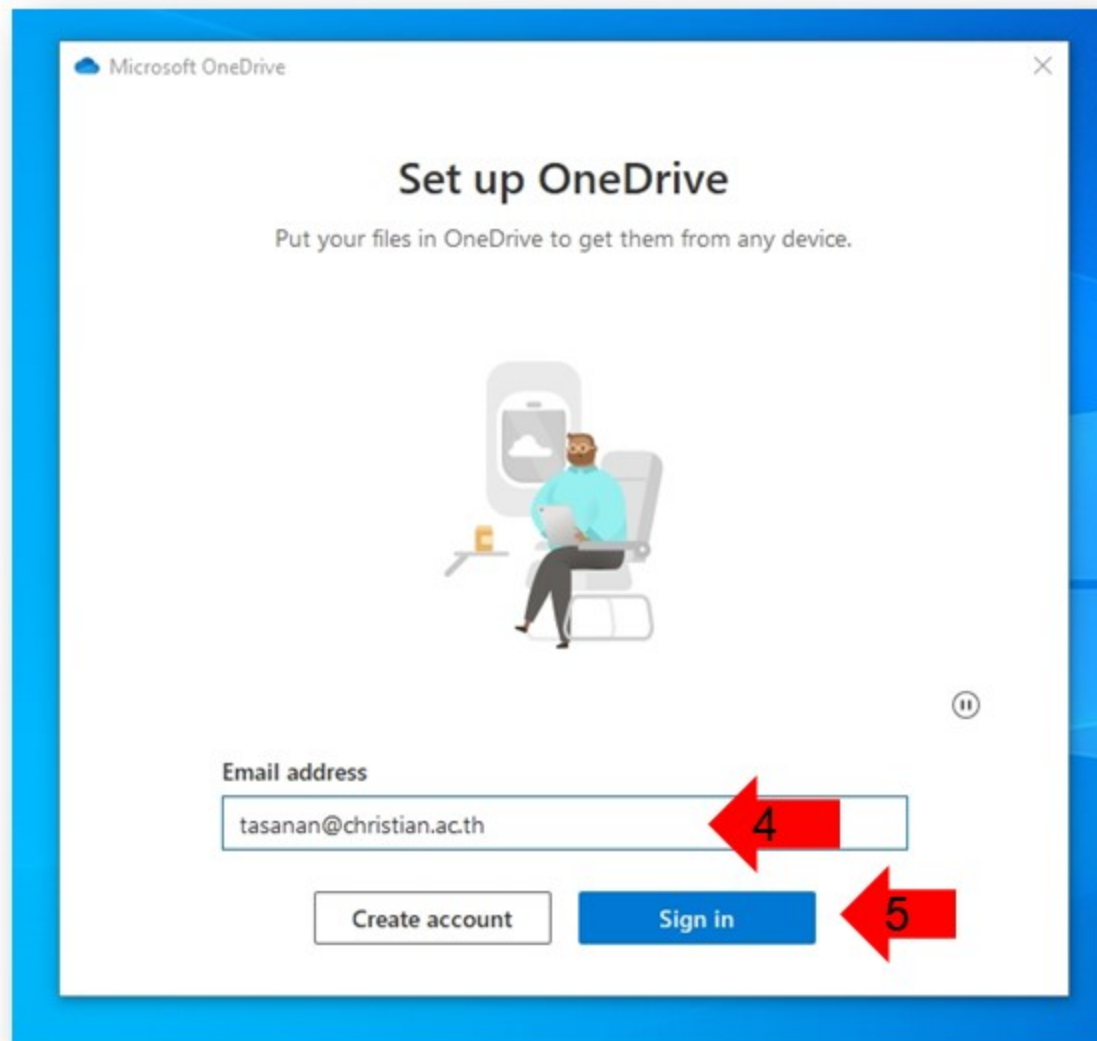 Microsoft OneDrive
Set up OneDrive
Put your files in OneDrive to get them from any device.
Email address
tasanan@christian.ac.th
4
Create account
Sign in
5